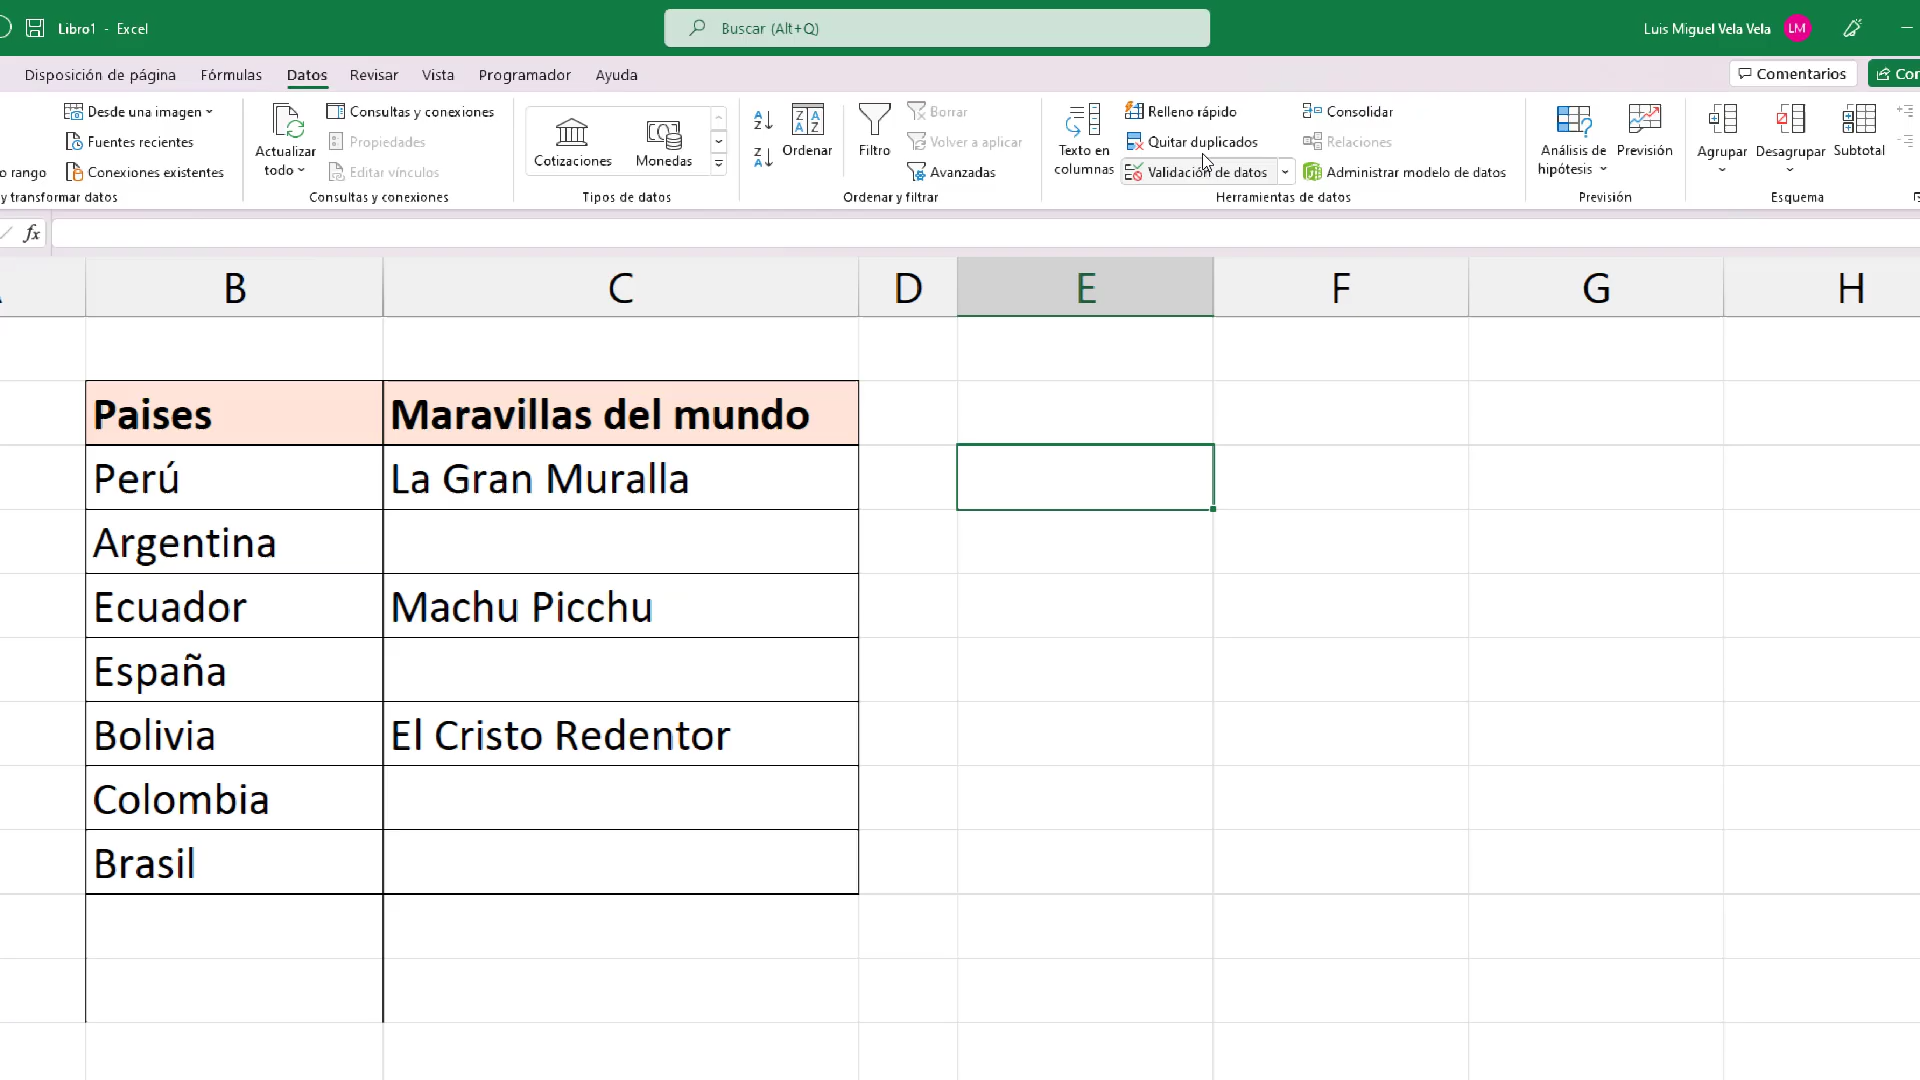 Libro1 - Excel
Buscar (Alt+Q)
Luis Miguel Vela Vela LM
Disposición de página Fórmulas Datos Revisar Vista Programador Ayuda
Comentarios
Desde una imagen
Fuentes recientes
Conexiones existentes
o rango
y transformar datos
Actualizar
todo
Consultas y conexiones
Propiedades
Editar vínculos
Consultas y conexiones
Cotizaciones Monedas
Tipos de datos
Ordenar
Filtro
Borrar
Volver a aplicar
Avanzadas
Ordenar y filtrar
Texto en
columnas
Relleno rápido
Quitar duplicados
Validación de datos
Consolidar
Relaciones
Administrar modelo de datos
Herramientas de datos
Análisis de
hipótesis
Previsión
Previsión
Agrupar Desagrupar Subtotal
Esquema
fx
B C D E F G H
Paises Maravillas del mundo
Perú La Gran Muralla
Argentina
Ecuador Machu Picchu
España
Bolivia El Cristo Redentor
Colombia
Brasil